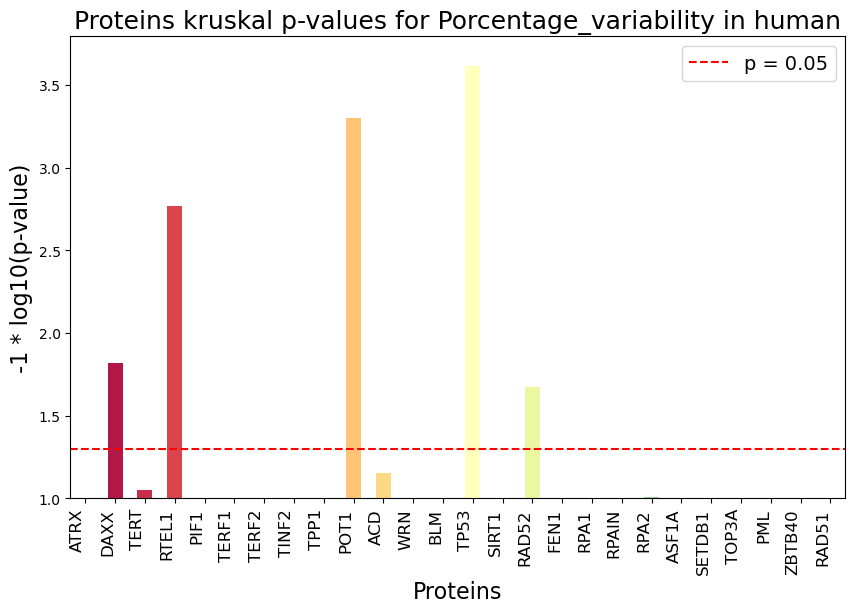 Proteins kruskal p-values for Porcentage_variability in human
p = 0.05
-1 * log10(p-value)
3.5
3.0
2.5
2.0
1.5
1.0
ATRX
DAXX
TERT
RTEL1
PIF1
TERF1
TERF2
TINF2
TPP1
POT1
ACD
WRN
BLM
TP53
SIRT1
RAD52
FEN1
RPA1
RPAIN
RPA2
ASF1A
SETDB1
TOP3A
PML
ZBTB40
RAD51
Proteins